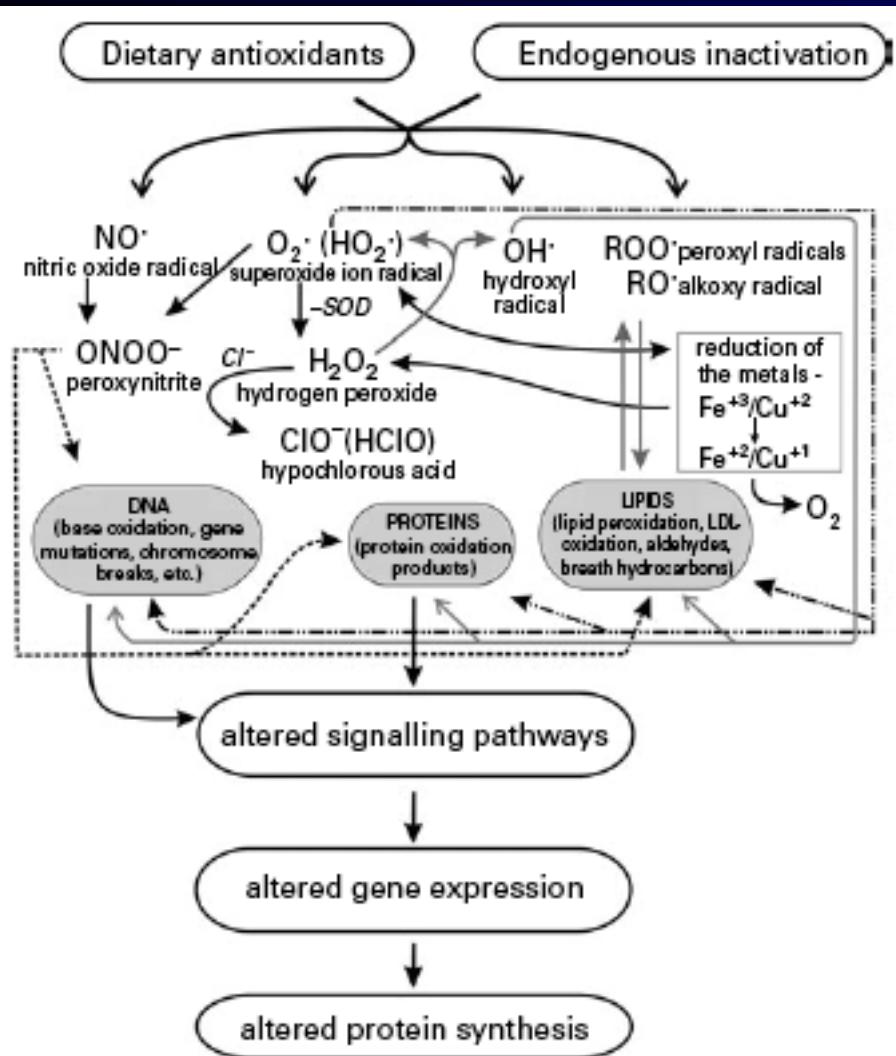 Dietary antioxidants
Endogenous inactivation
NO·
nitric oxide radical
O₂·(HO₂·)
superoxide ion radical
OH·
hydroxyl
radical
ROO·peroxyl radicals
RO·alkoxy radical
–SOD
ONOO⁻
peroxynitrite
Cl⁻
H₂O₂
hydrogen peroxide
reduction of
the metals -
Fe⁺³/Cu⁺²
Fe⁺²/Cu⁺¹
ClO⁻(HClO)
hypochlorous acid
O₂
DNA
(base oxidation, gene
mutations, chromosome
breaks, etc.)
PROTEINS
(protein oxidation
products)
LIPIDS
(lipid peroxidation, LDL
oxidation, aldehydes,
breath hydrocarbons)
altered signalling pathways
altered gene expression
altered protein synthesis